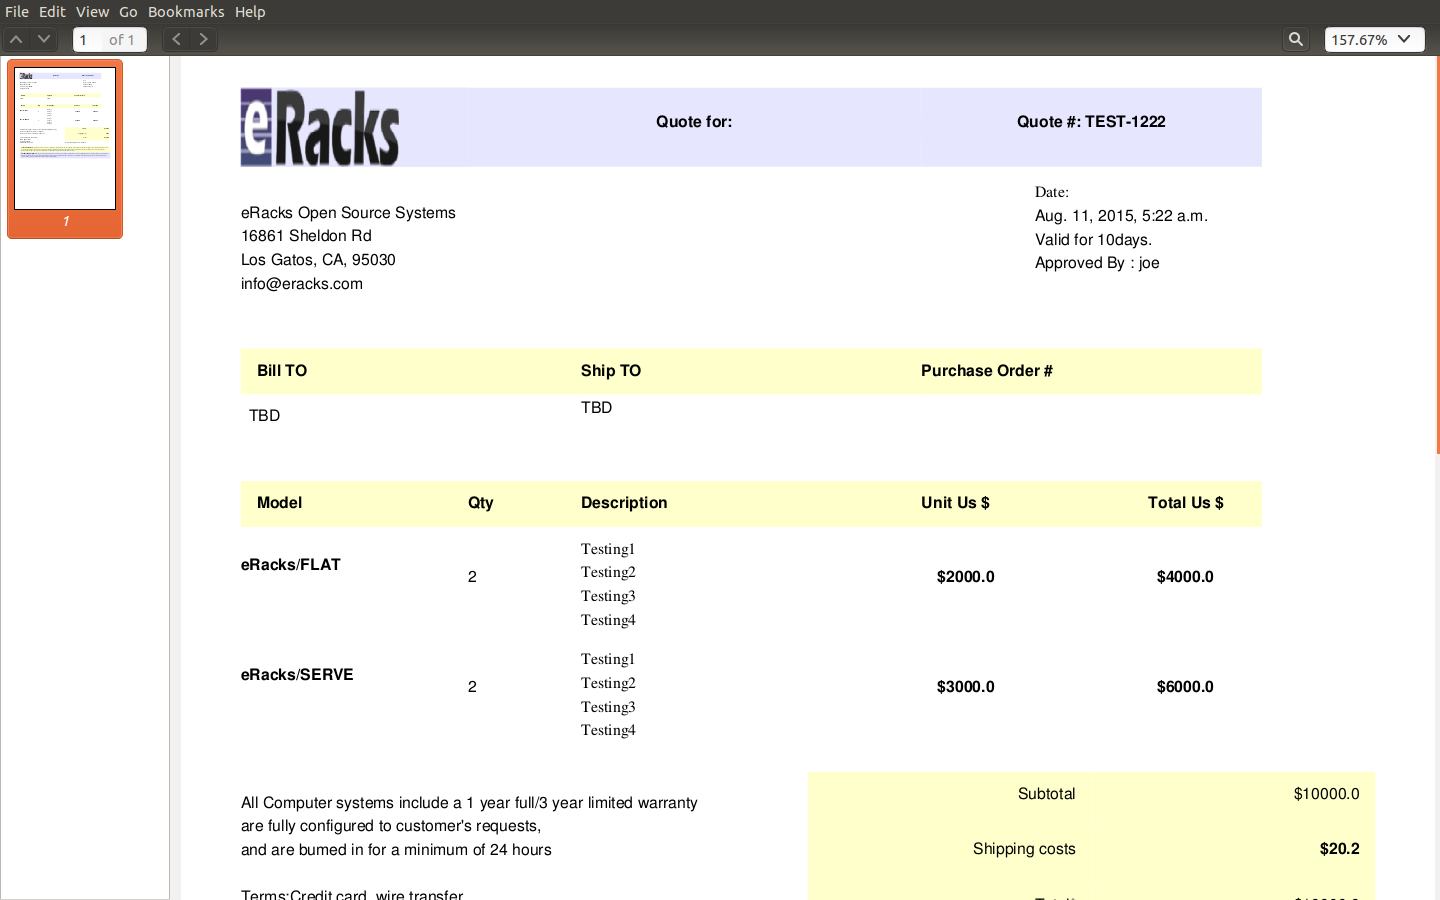 File Edit View Go Bookmarks Help
1 of 1
157.67%
1
eRacks
Quote for:
Quote #: TEST-1222
eRacks Open Source Systems
16861 Sheldon Rd
Los Gatos, CA, 95030
info@eracks.com
Date:
Aug. 11, 2015, 5:22 a.m.
Valid for 10days.
Approved By : joe
Bill TO Ship TO Purchase Order #
TBD TBD
Model Qty Description Unit Us $ Total Us $
eRacks/FLAT 2 Testing1
Testing2
Testing3
Testing4
$2000.0 $4000.0
eRacks/SERVE 2 Testing1
Testing2
Testing3
Testing4
$3000.0 $6000.0
All Computer systems include a 1 year full/3 year limited warranty
are fully configured to customer's requests,
and are burned in for a minimum of 24 hours
Terms:Credit card, wire transfer
Subtotal $10000.0
Shipping costs $20.2